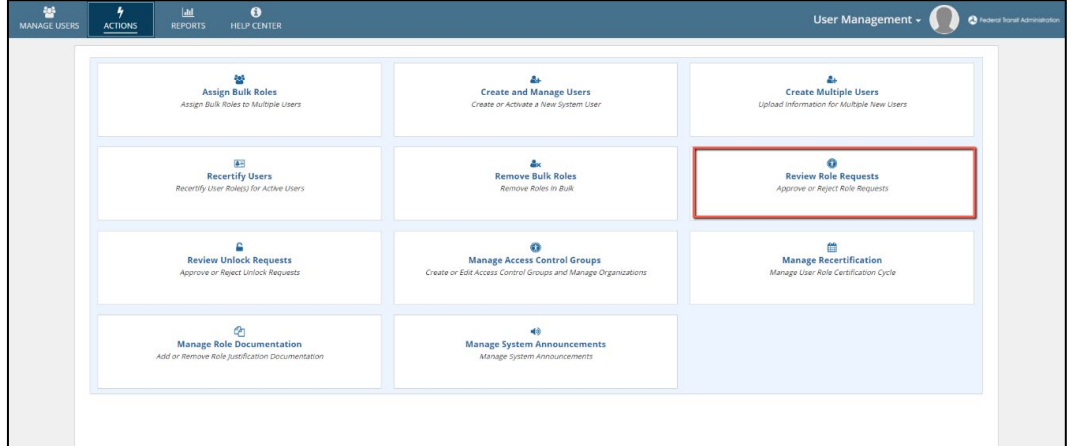 MANAGE USERS
ACTIONS
REPORTS
HELP CENTER
User Management
Federal Transit Administration
Assign Bulk Roles
Assign Bulk Roles to Multiple Users
Create and Manage Users
Create or Activate a New System User
Create Multiple Users
Upload Information for Multiple New Users
Recertify Users
Recertify User Role(s) for Active Users
Remove Bulk Roles
Remove Roles in Bulk
Review Role Requests
Approve or Reject Role Requests
Review Unlock Requests
Approve or Reject Unlock Requests
Manage Access Control Groups
Create or Edit Access Control Groups and Manage Organizations
Manage Recertification
Manage User Role Certification Cycle
Manage Role Documentation
Add or Remove Role Justification Documentation
Manage System Announcements
Manage System Announcements